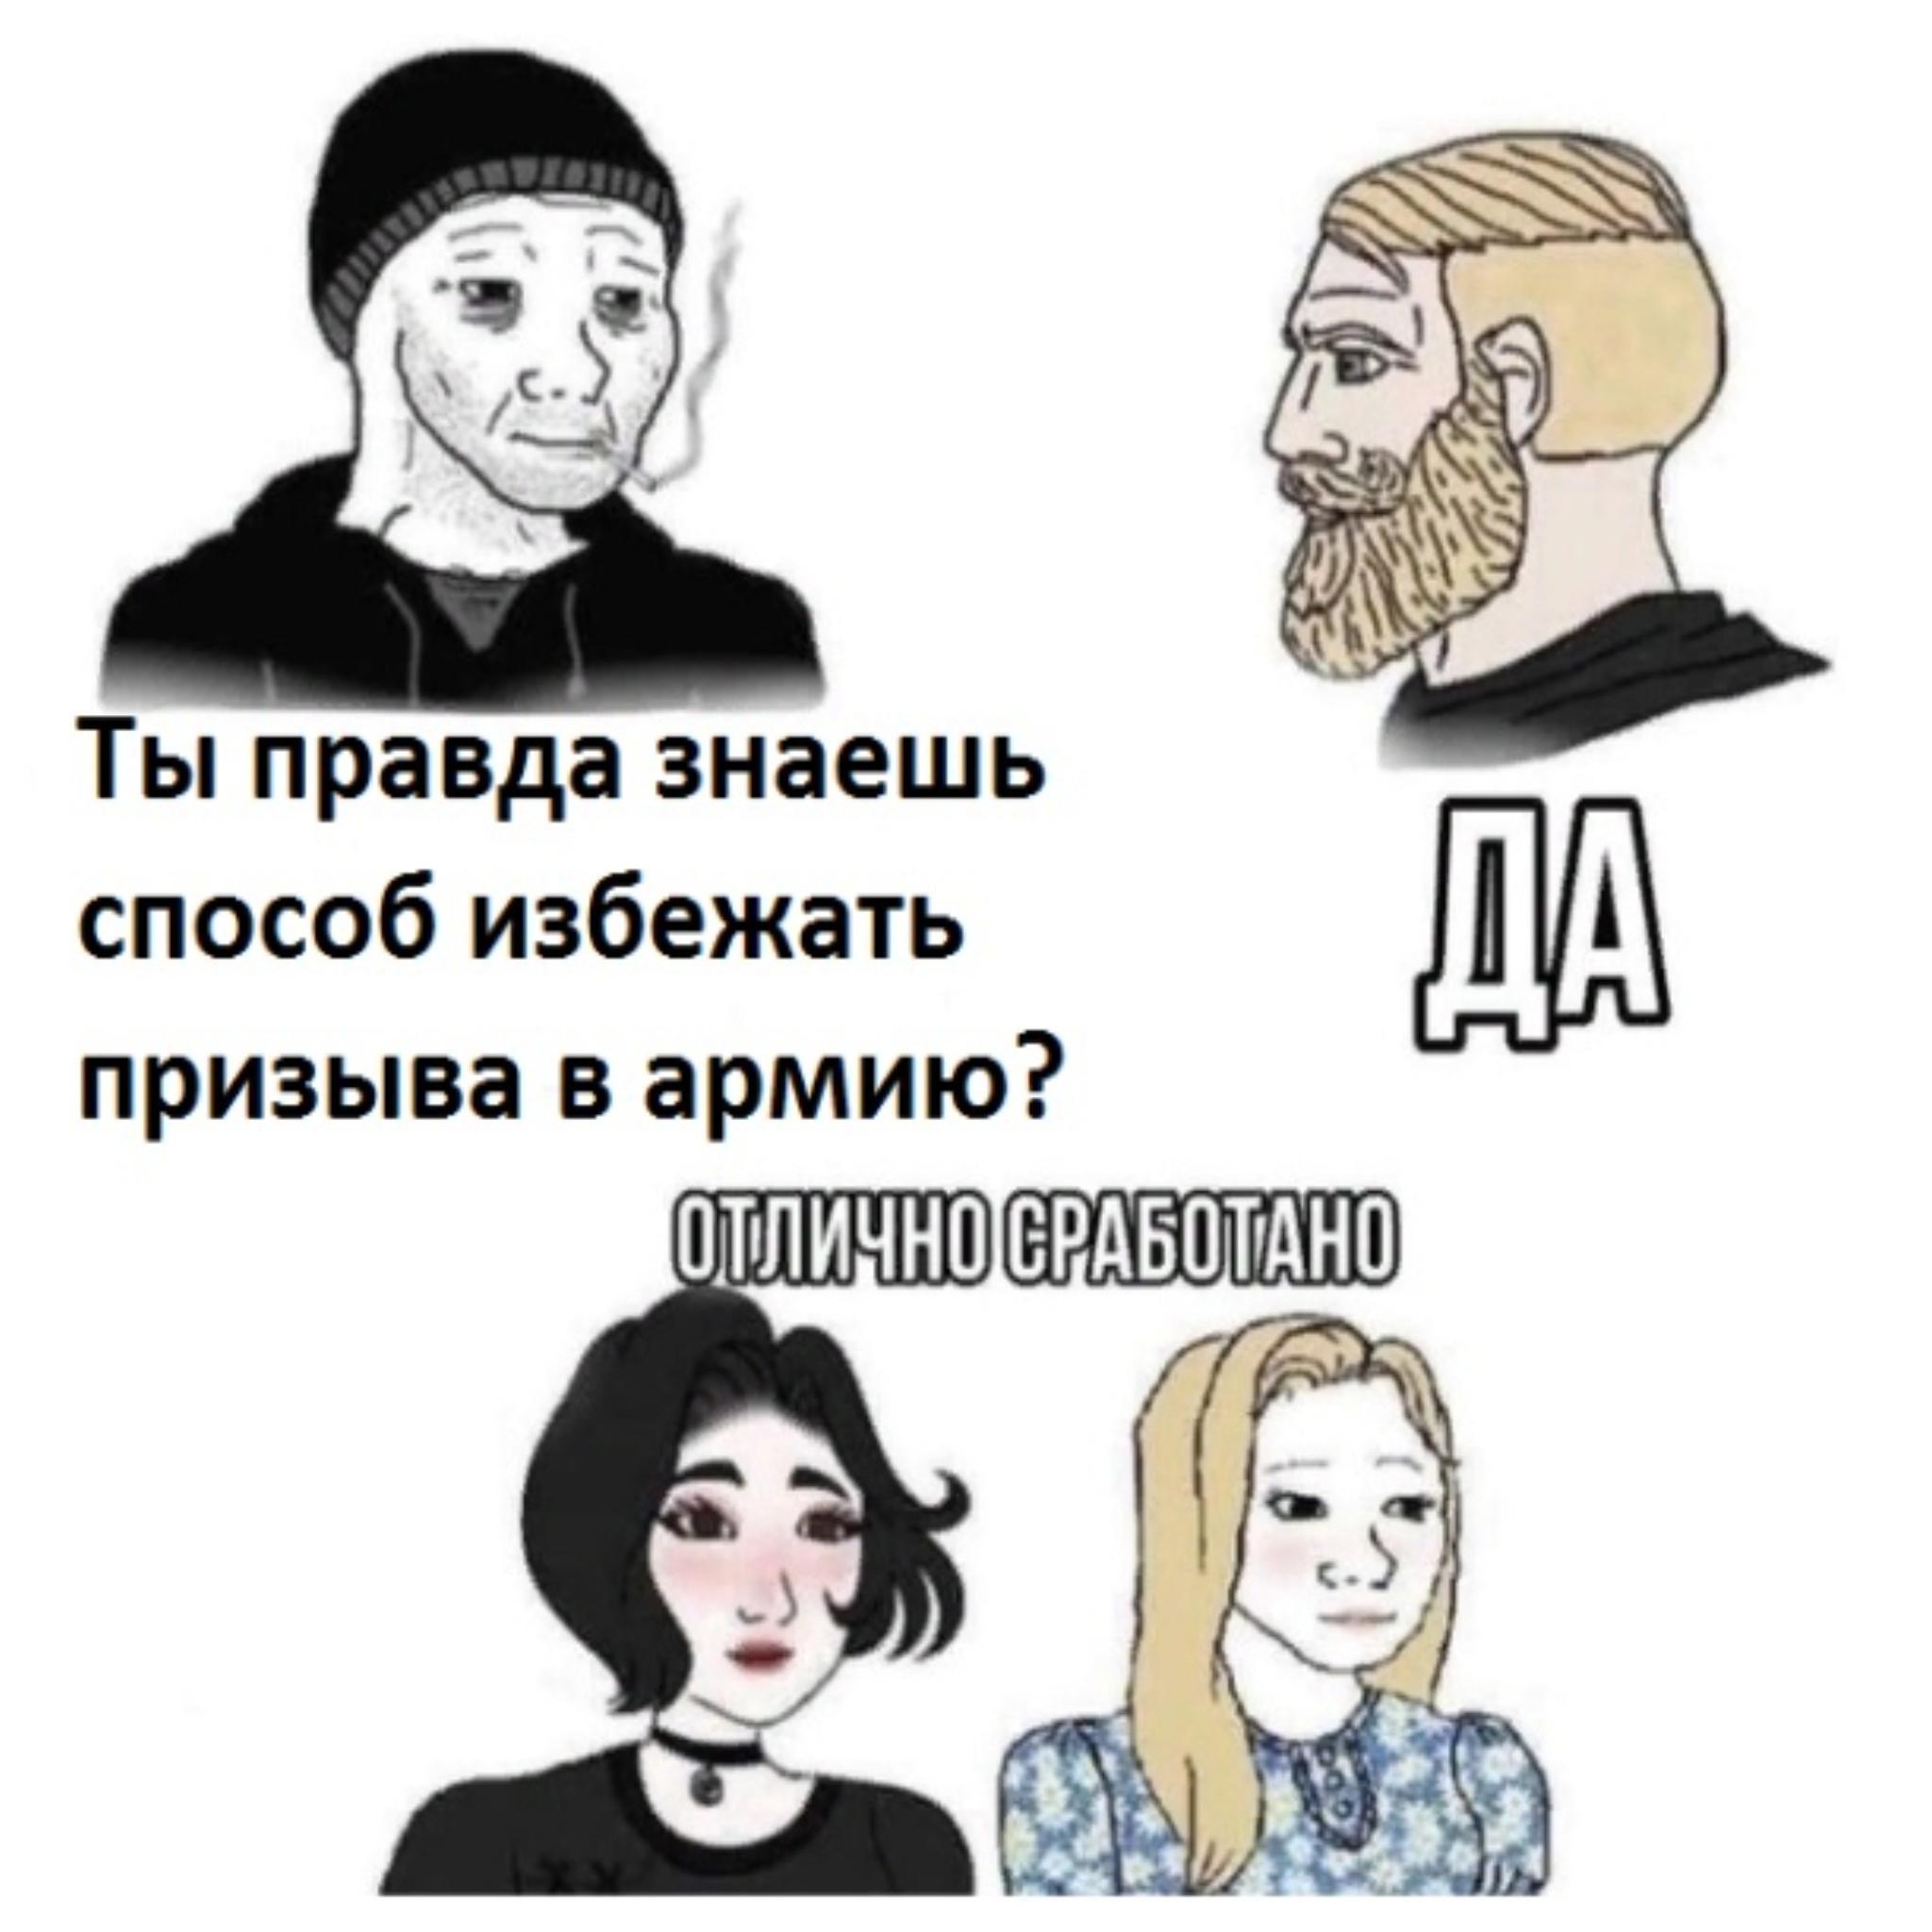 Ты правда знаешь
способ избежать
призыва в армию?
ДА
ОТЛИЧНО СРАБОТАНО